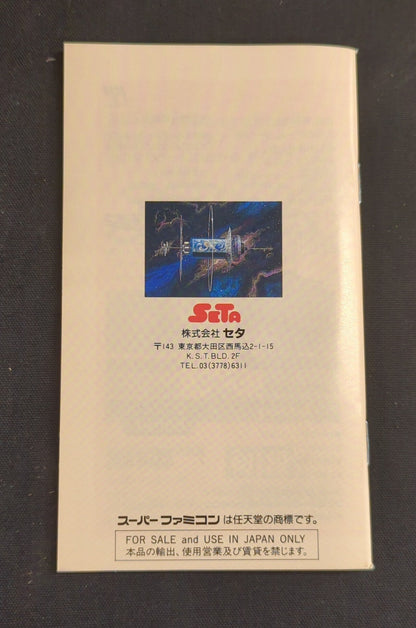 SETA
株式会社 セタ
〒143 東京都大田区西馬込2-1-15
K.S.T.BLD. 2F
TEL.03(3778)6311
スーパーファミコンは任天堂の商標です。
FOR SALE and USE IN JAPAN ONLY
本品の輸出、使用営業及び賃貸を禁じます。